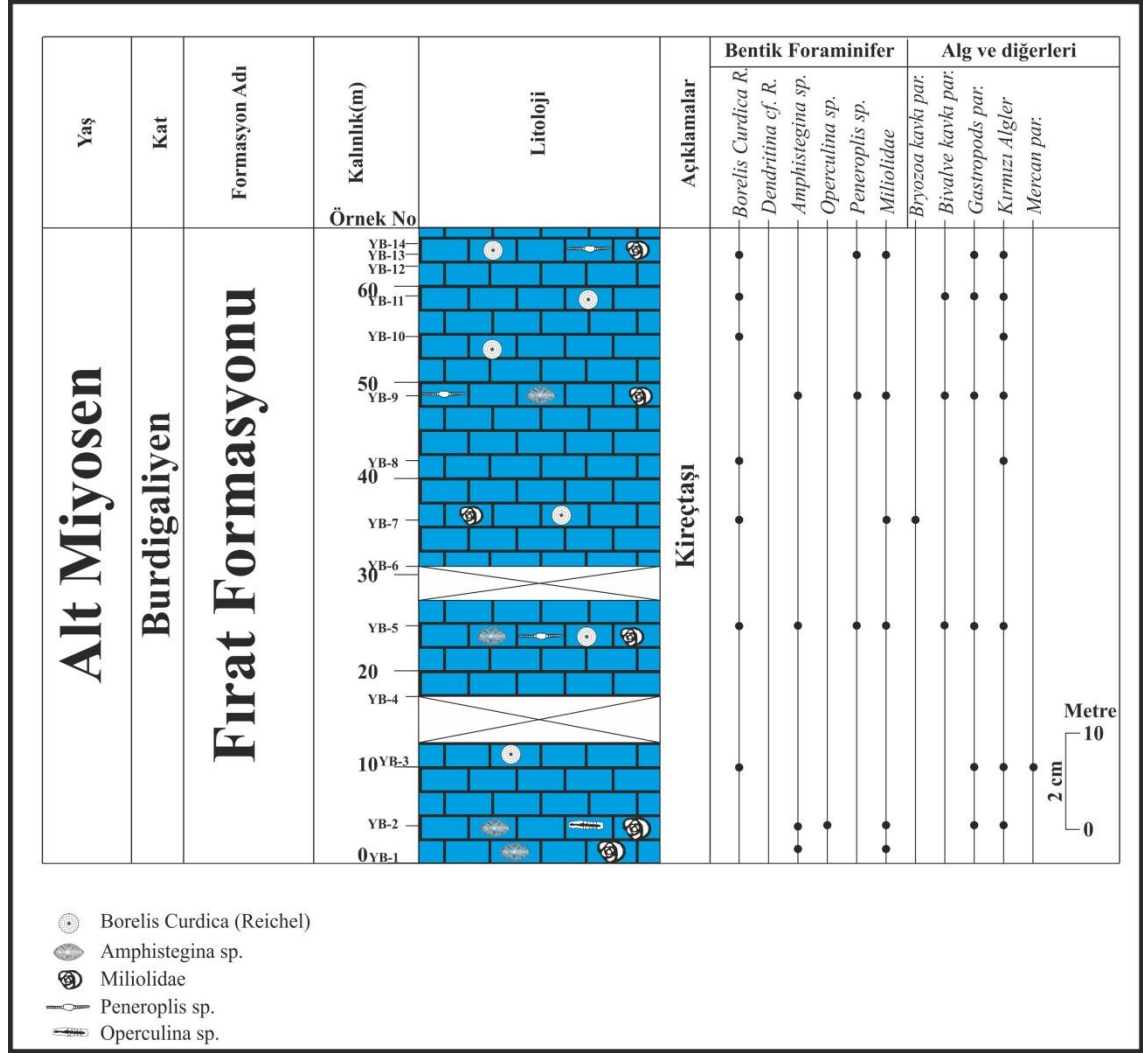 Yaş
Kat
Formasyon Adı
Kalınlık(m)
Örnek No
Litoloji
Açıklamalar
Bentik Foraminifer
Alg ve diğerleri
Borelis Curdica R.
Dendritina cf. R.
Amphistegina sp.
Operculina sp.
Peneroplis sp.
Miliolidae
Bryozoa kavkı par.
Bivalve kavkı par.
Gastropods par.
Kırmızı Algler
Mercan par.
Alt Miyosen
Burdigaliyen
Fırat Formasyonu
Kireçtaşı
YB-14
YB-13
YB-12
60
YB-11
YB-10
50
YB-9
YB-8
40
YB-7
YB-6
30
YB-5
20
YB-4
10 YB-3
YB-2
0 YB-1
Metre
10
2 cm
0
Borelis Curdica (Reichel)
Amphistegina sp.
Miliolidae
Peneroplis sp.
Operculina sp.